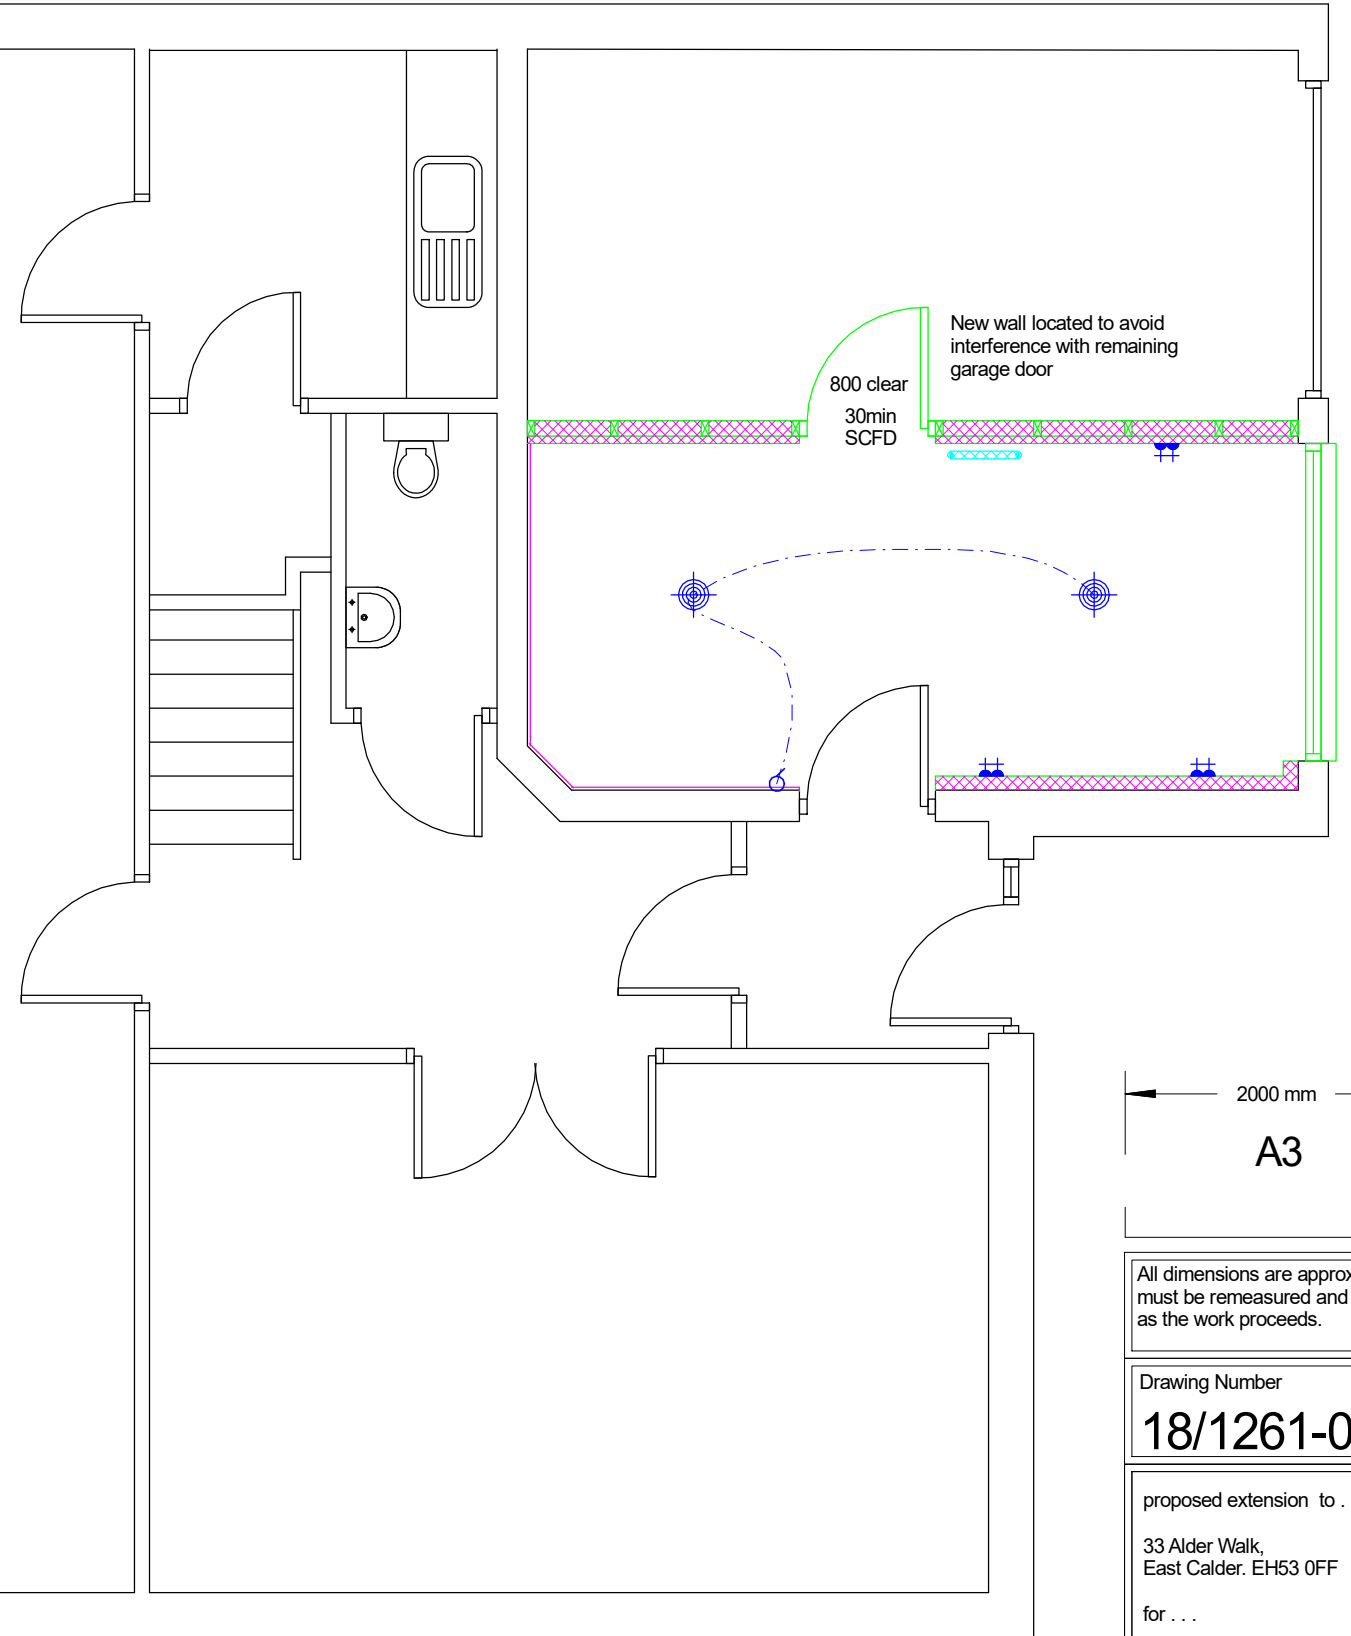 New wall located to avoid
interference with remaining
garage door
800 clear
30min
SCFD
2000 mm
A3
All dimensions are approx
must be remeasured and
as the work proceeds.
Drawing Number
18/1261-0
proposed extension to .
33 Alder Walk,
East Calder. EH53 0FF
for . . .